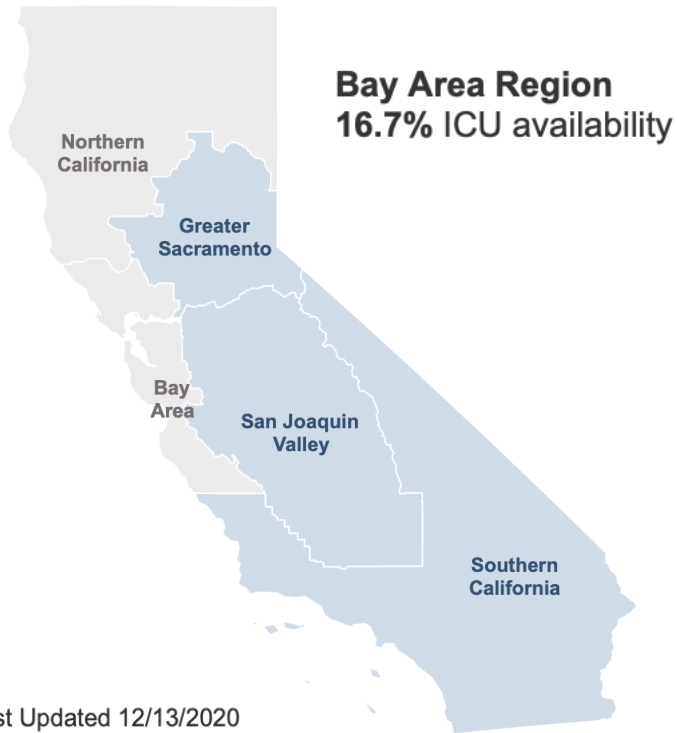 Bay Area Region
16.7% ICU availability
Northern
California
Greater
Sacramento
Bay
Area
San Joaquin
Valley
Southern
California
st Updated 12/13/2020